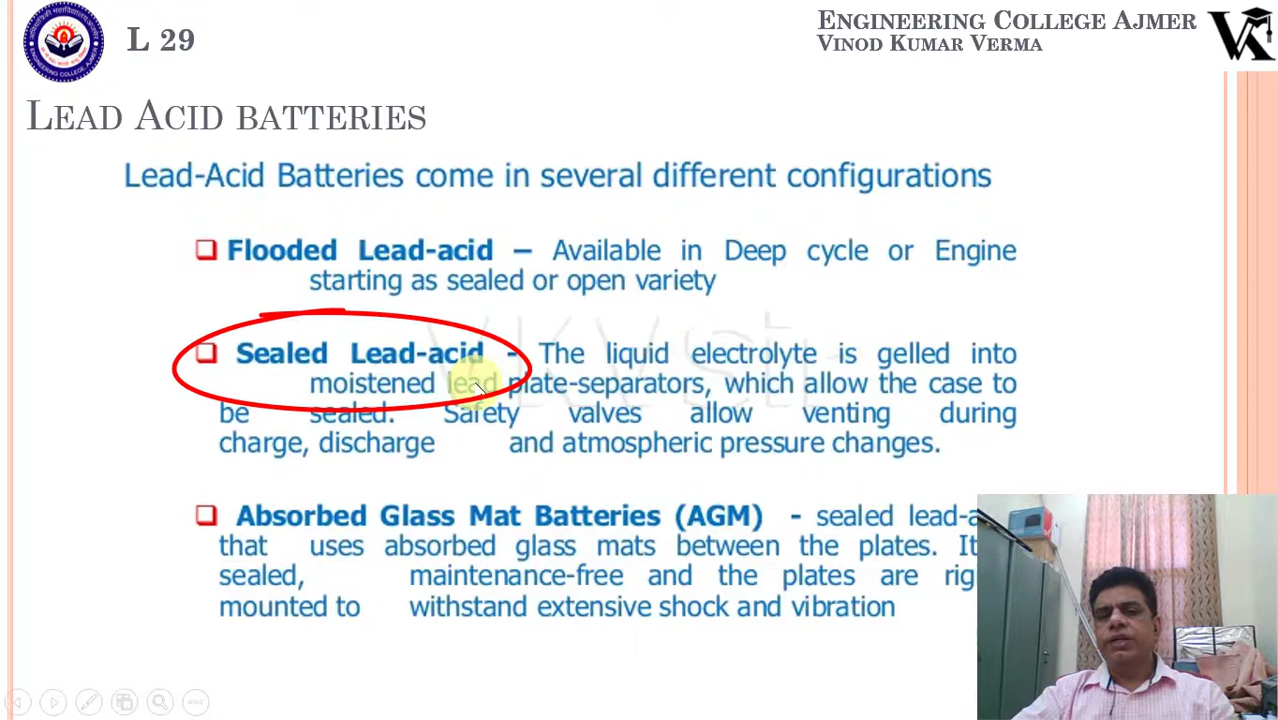 L 29
ENGINEERING COLLEGE AJMER
VINOD KUMAR VERMA
LEAD ACID BATTERIES
Lead-Acid Batteries come in several different configurations
Flooded Lead-acid – Available in Deep cycle or Engine
starting as sealed or open variety
Sealed Lead-acid - The liquid electrolyte is gelled into
moistened lead plate-separators, which allow the case to
be sealed. Safety valves allow venting during
charge, discharge and atmospheric pressure changes.
Absorbed Glass Mat Batteries (AGM) - sealed lead-a
that uses absorbed glass mats between the plates. It
sealed, maintenance-free and the plates are rig
mounted to withstand extensive shock and vibration